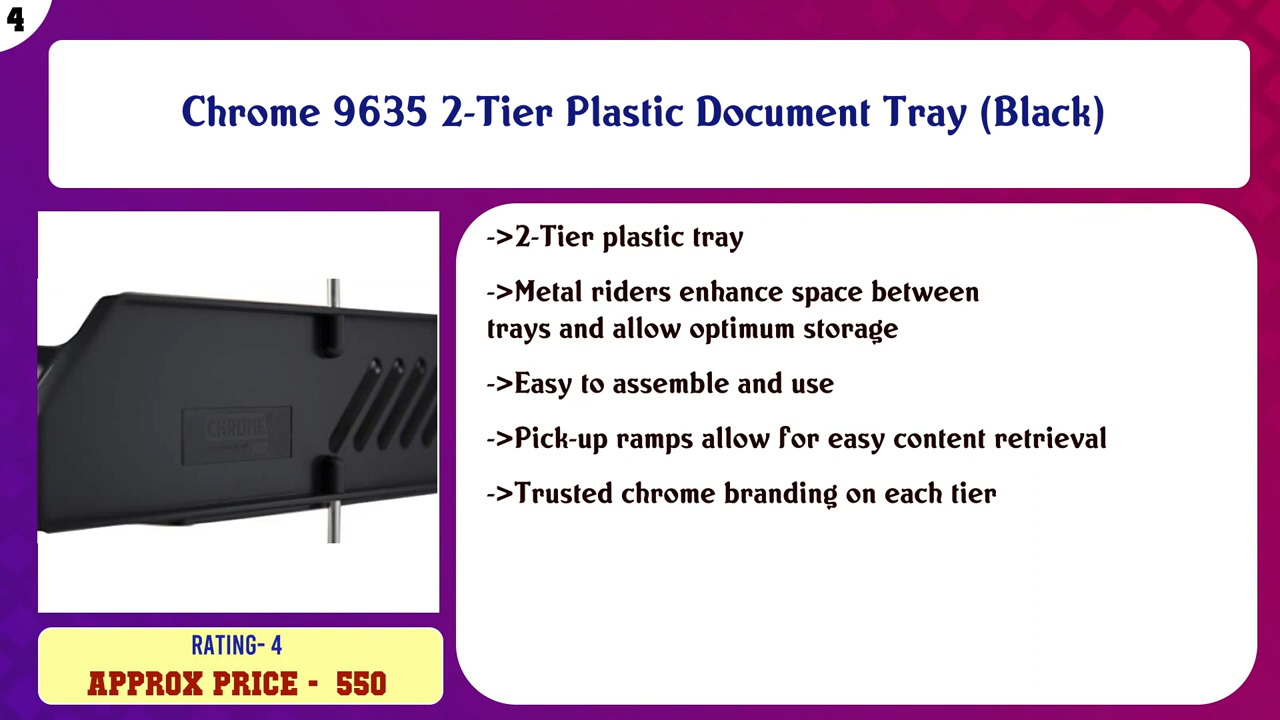 4
Chrome 9635 2-Tier Plastic Document Tray (Black)
->2-Tier plastic tray
->Metal riders enhance space between
trays and allow optimum storage
->Easy to assemble and use
->Pick-up ramps allow for easy content retrieval
->Trusted chrome branding on each tier
CHROME
RATING- 4
APPROX PRICE - 550